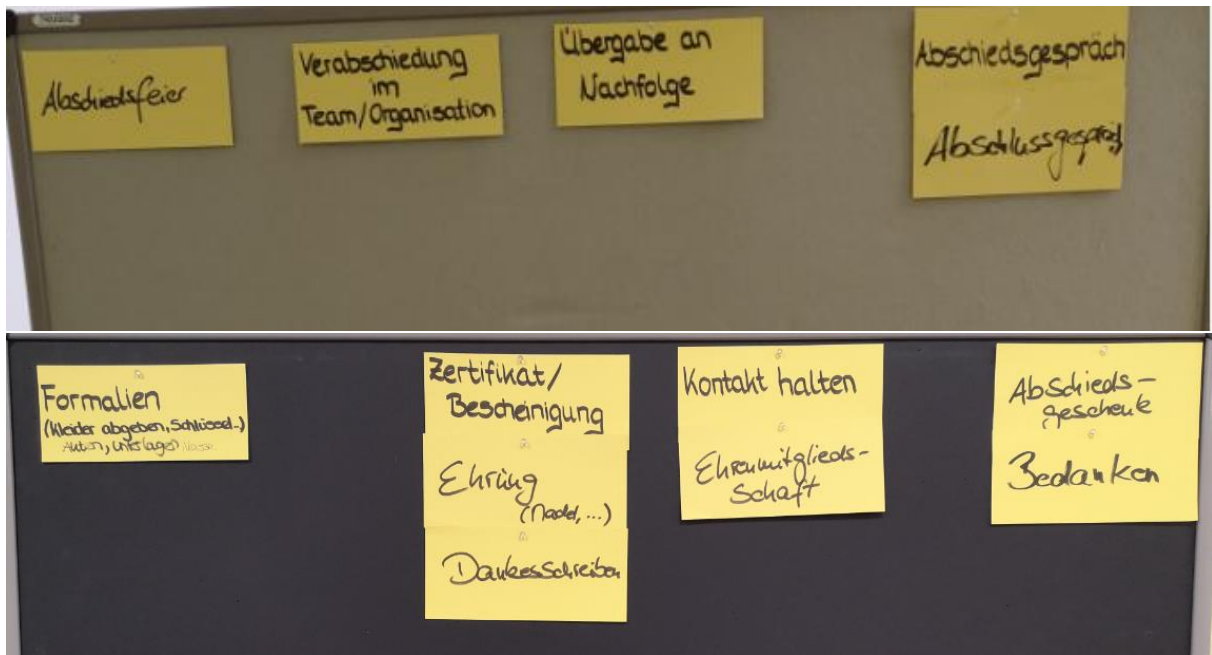 Abschiedsfeier
Verabschiedung
im
Team/Organisation
Übergabe an
Nachfolge
Abschiedsgespräch
Abschlussgespräch
Formalien
(Kleider abgeben, Schlüssel..)
Akten, Unterlagen
Zertifikat/
Bescheinigung
Ehrung
(Nadel, ...)
Dankesschreiben
Kontakt halten
Ehrenmitglieds-
schaft
Abschieds-
geschenk
Bedanken